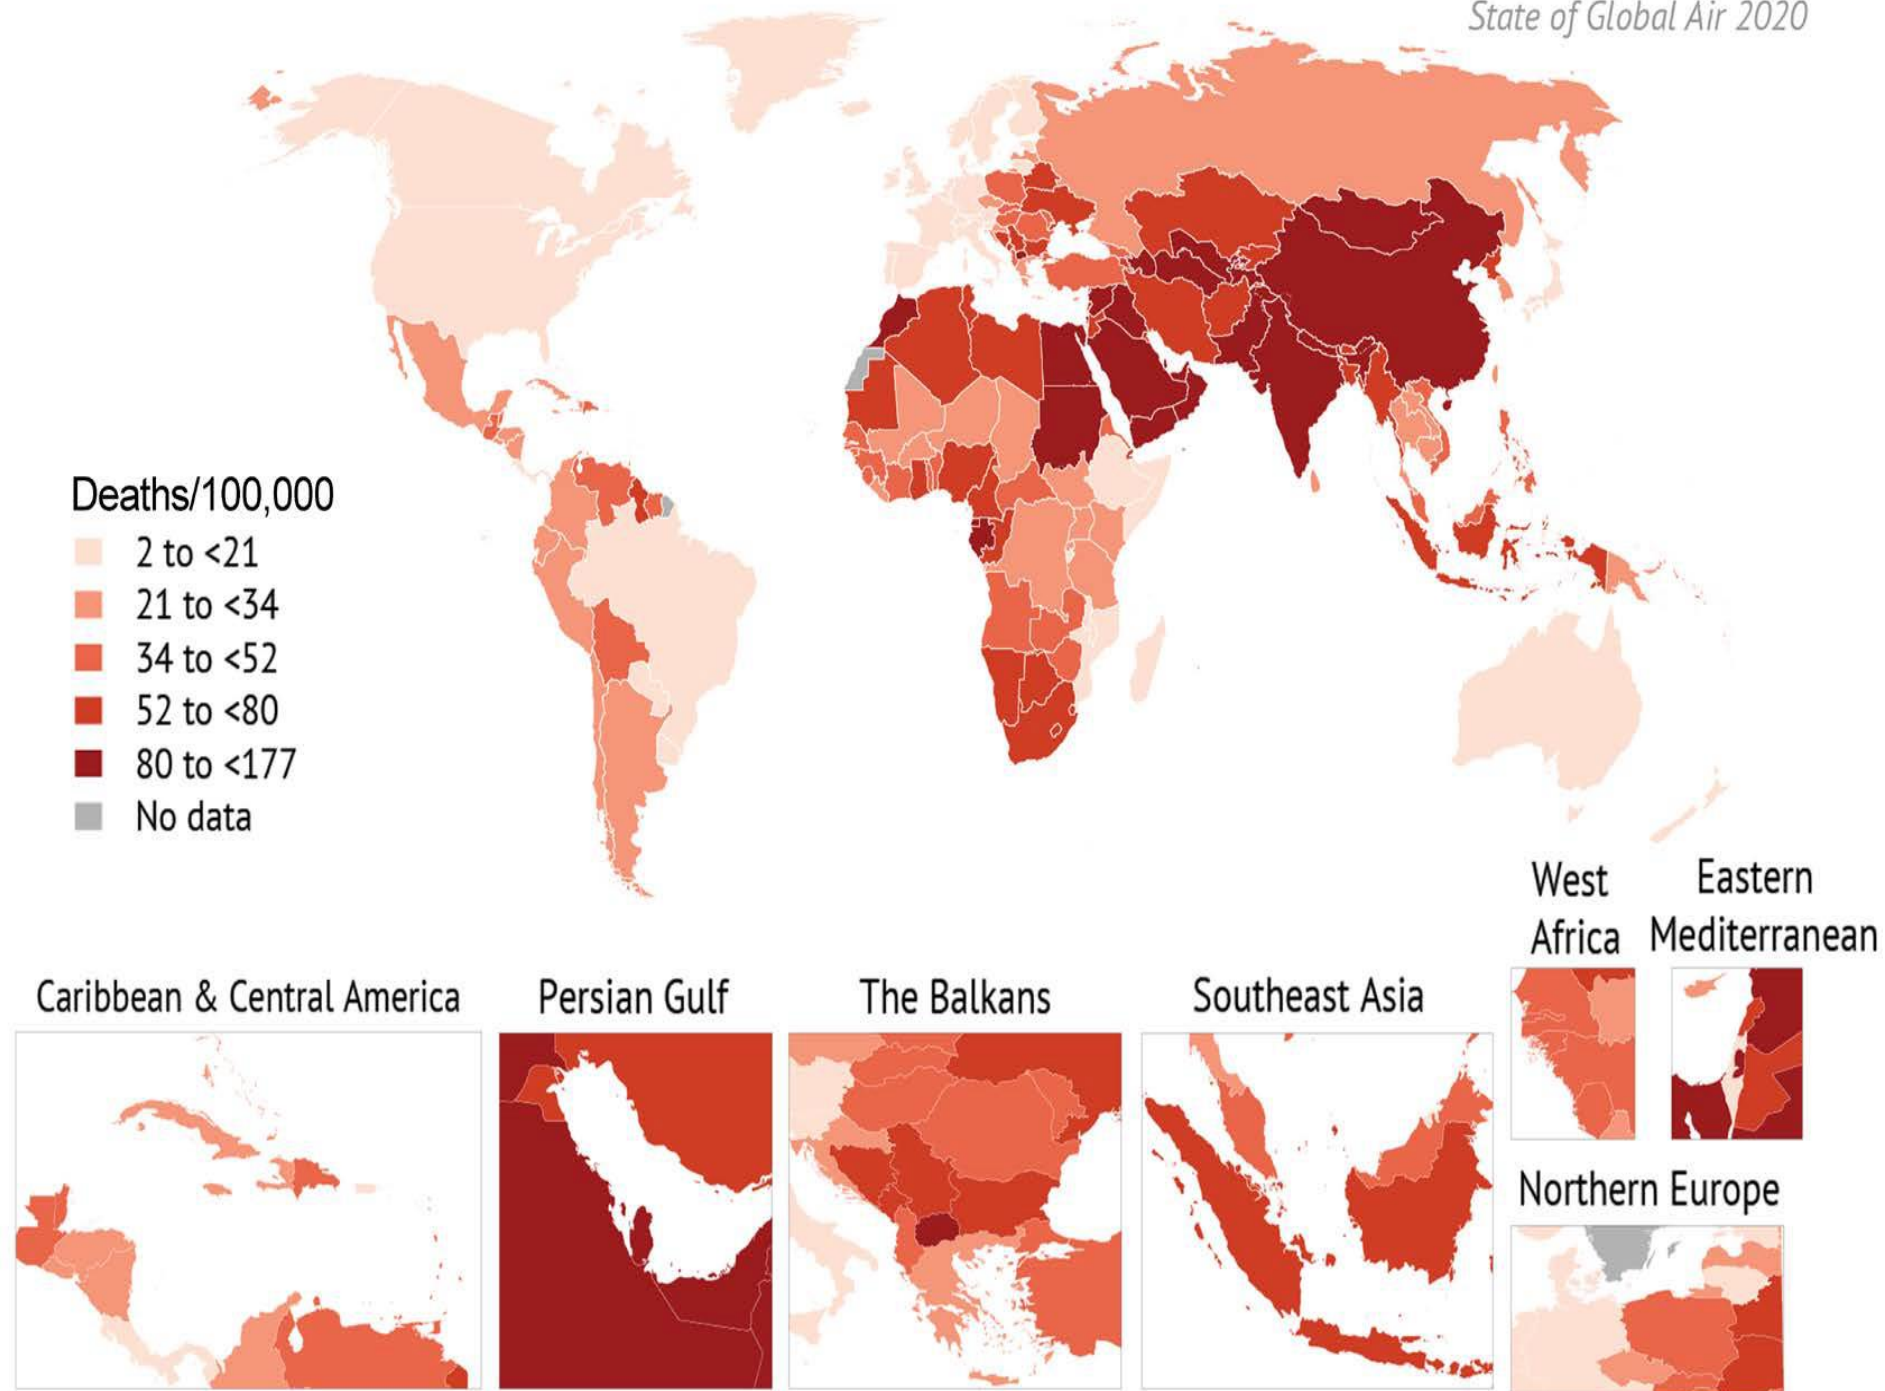 State of Global Air 2020
Deaths/100,000
2 to <21
21 to <34
34 to <52
52 to <80
80 to <177
No data
Caribbean & Central America
Persian Gulf
The Balkans
Southeast Asia
West
Africa
Eastern
Mediterranean
Northern Europe